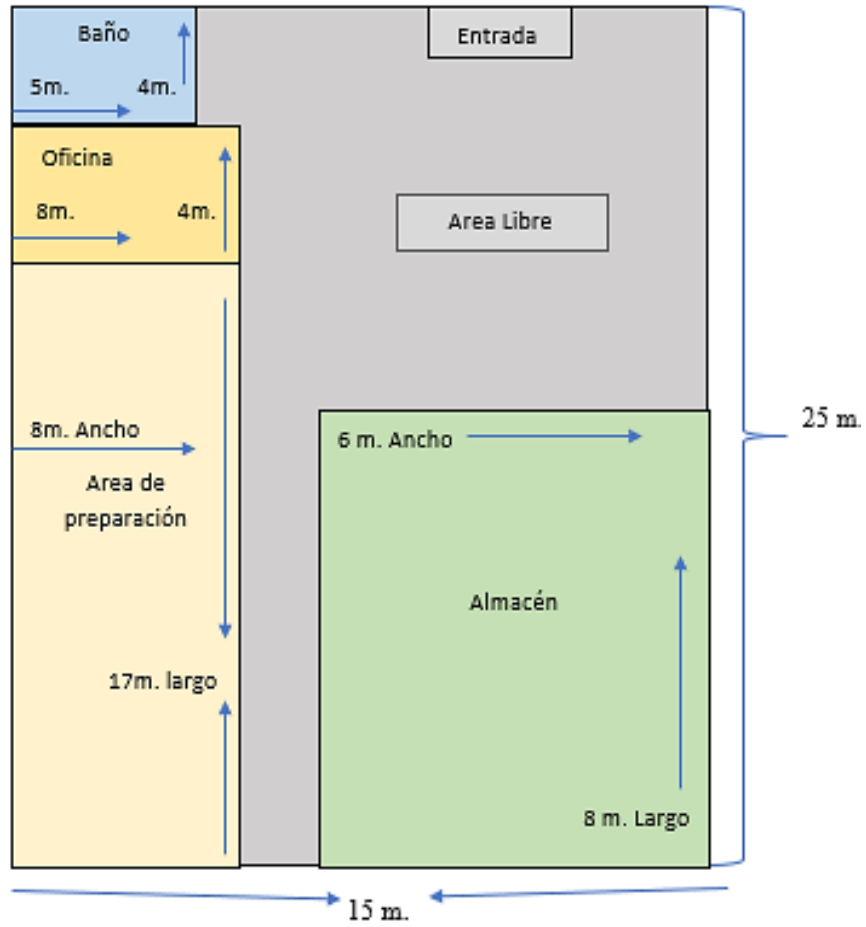 Baño
5m.
4m.
Entrada
Oficina
8m.
4m.
Area Libre
8m. Ancho
Area de
preparación
17m. largo
6 m. Ancho
Almacén
8 m. Largo
25 m.
15 m.